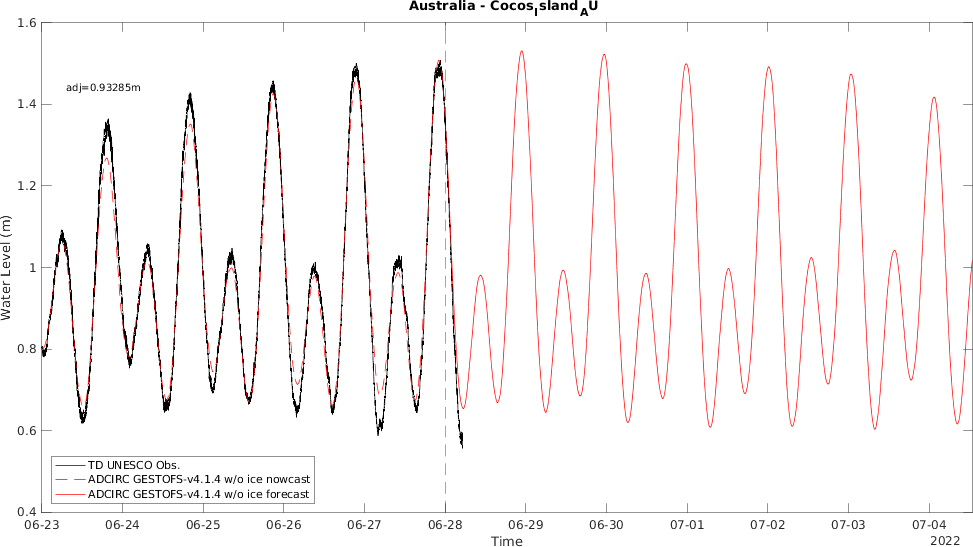 Australia - Cocos_Island_AU
1.6
adj=0.93285m
1.4
1.2
1
0.8
0.6
0.4
Water Level (m)
TD UNESCO Obs.
ADCIRC GESTOFS-v4.1.4 w/o ice nowcast
ADCIRC GESTOFS-v4.1.4 w/o ice forecast
06-23 06-24 06-25 06-26 06-27 06-28 06-29 06-30 07-01 07-02 07-03 07-04
Time
2022